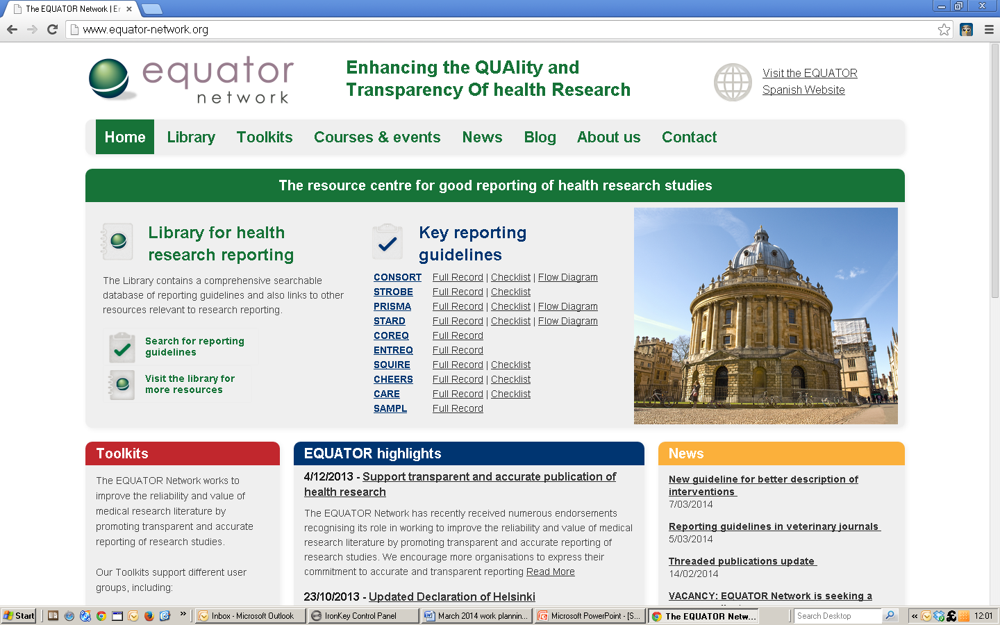 The EQUATOR Network | Er
www.equator-network.org
equator
network
Enhancing the QUAlity and
Transparency Of health Research
Visit the EQUATOR
Spanish Website
Home Library Toolkits Courses & events News Blog About us Contact
The resource centre for good reporting of health research studies
Library for health
research reporting
The Library contains a comprehensive searchable
database of reporting guidelines and also links to other
resources relevant to research reporting.
Search for reporting
guidelines
Visit the library for
more resources
Key reporting
guidelines
CONSORT Full Record | Checklist | Flow Diagram
STROBE Full Record | Checklist
PRISMA Full Record | Checklist | Flow Diagram
STARD Full Record | Checklist | Flow Diagram
COREQ Full Record
ENTREQ Full Record
SQUIRE Full Record | Checklist
CHEERS Full Record | Checklist
CARE Full Record | Checklist
SAMPL Full Record
Toolkits
The EQUATOR Network works to
improve the reliability and value of
medical research literature by
promoting transparent and accurate
reporting of research studies.
Our Toolkits support different user
groups, including:
EQUATOR highlights
4/12/2013 - Support transparent and accurate publication of
health research
The EQUATOR Network has recently received numerous endorsements
recognising its role in working to improve the reliability and value of medical
research literature by promoting transparent and accurate reporting of
research studies. We encourage more organisations to express their
commitment to accurate and transparent reporting Read More
23/10/2013 - Updated Declaration of Helsinki
News
New guideline for better description of
interventions
7/03/2014
Reporting guidelines in veterinary journals
5/03/2014
Threaded publications update
14/02/2014
VACANCY: EQUATOR Network is seeking a
Start
Inbox - Microsoft Outlook
IronKey Control Panel
March 2014 work plannin...
Microsoft PowerPoint - [S...
The EQUATOR Netw...
Search Desktop
12:01